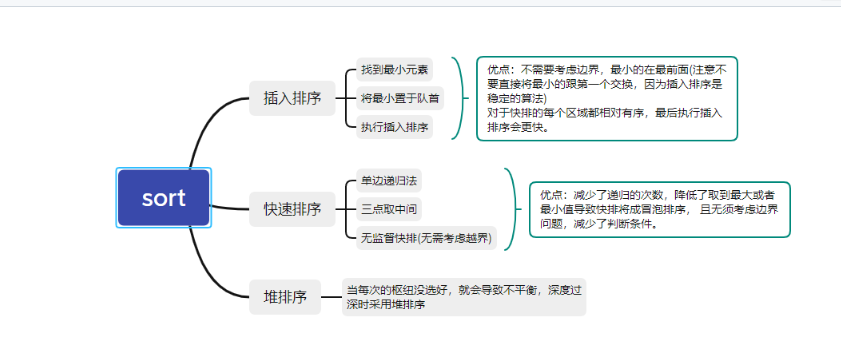 sort
插入排序
找到最小元素
将最小置于队首
执行插入排序
优点：不需要考虑边界，最小的在最前面(注意不
要直接将最小的跟第一个交换，因为插入排序是
稳定的算法)
对于快排的每个区域都相对有序，最后执行插入
排序会更快。
快速排序
单边递归法
三点取中间
无监督快排(无需考虑越界)
优点：减少了递归的次数，降低了取到最大或者
最小值导致快排将成冒泡排序， 且无须考虑边界
问题，减少了判断条件。
堆排序
当每次的枢纽没选好，就会导致不平衡，深度过
深时采用堆排序